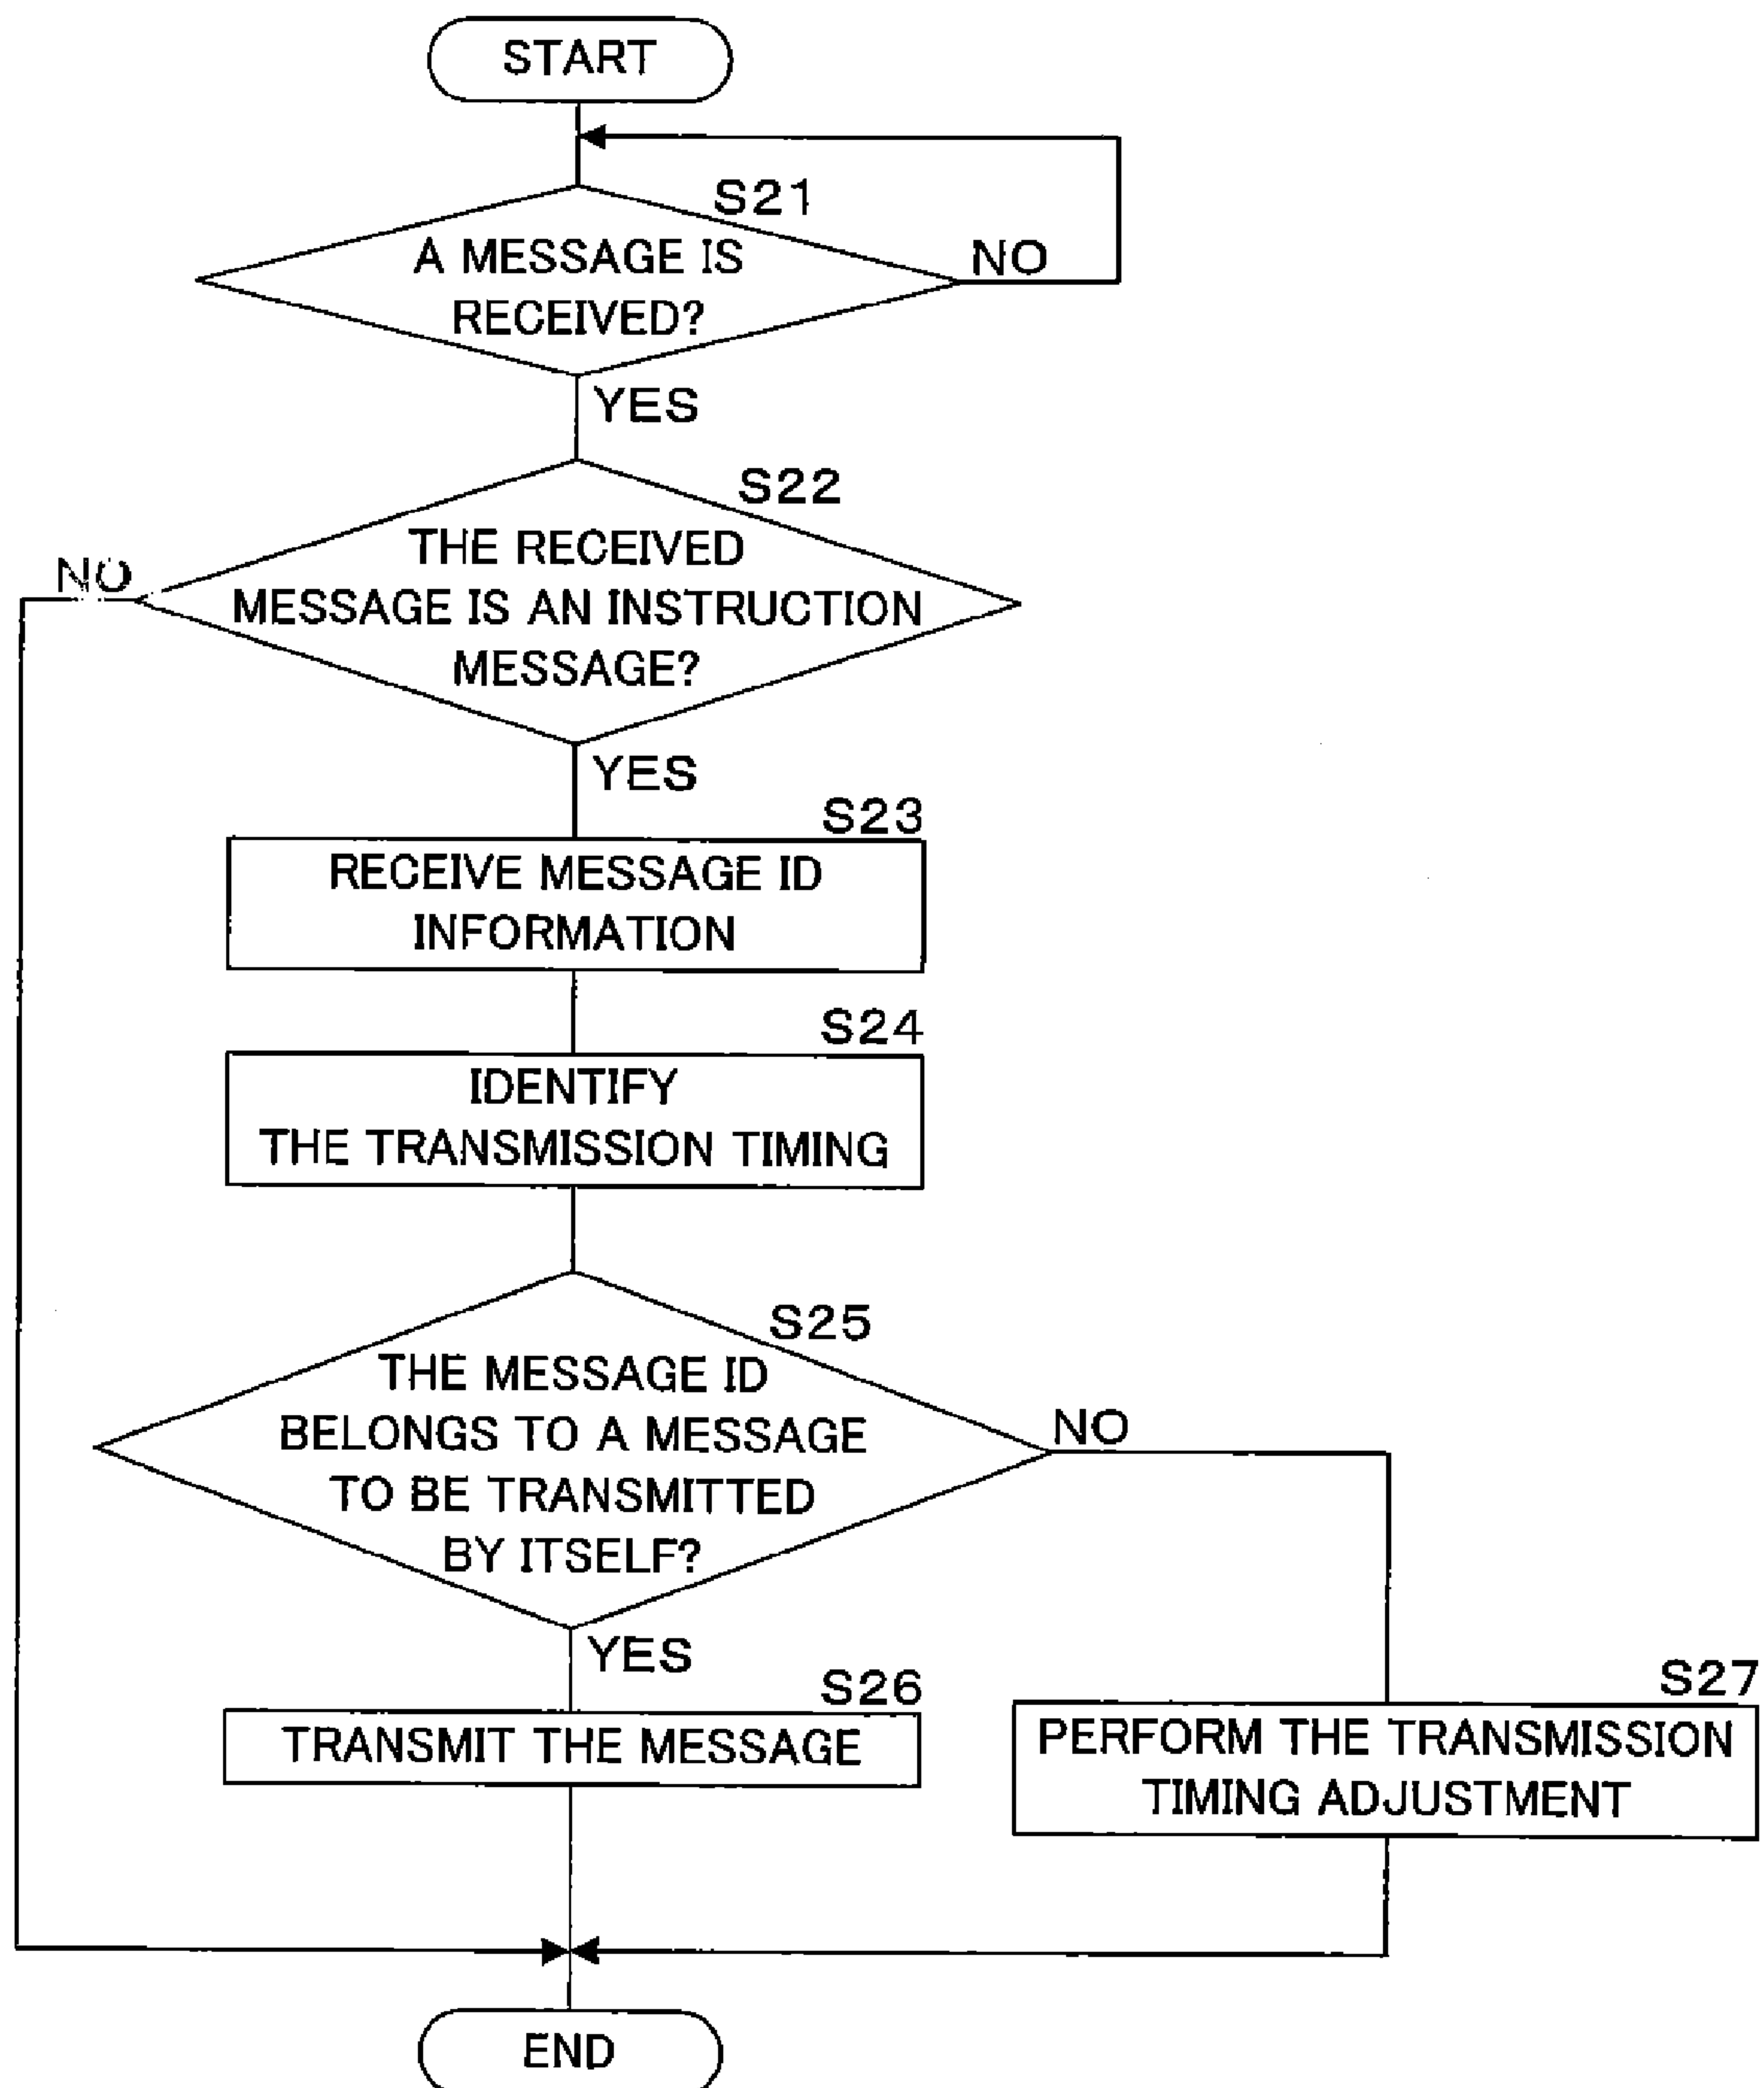 START
S21
A MESSAGE IS
RECEIVED?
NO
YES
S22
THE RECEIVED
MESSAGE IS AN INSTRUCTION
MESSAGE?
NO
YES
S23
RECEIVE MESSAGE ID
INFORMATION
S24
IDENTIFY
THE TRANSMISSION TIMING
S25
THE MESSAGE ID
BELONGS TO A MESSAGE
TO BE TRANSMITTED
BY ITSELF?
NO
YES
S26
TRANSMIT THE MESSAGE
S27
PERFORM THE TRANSMISSION
TIMING ADJUSTMENT
END